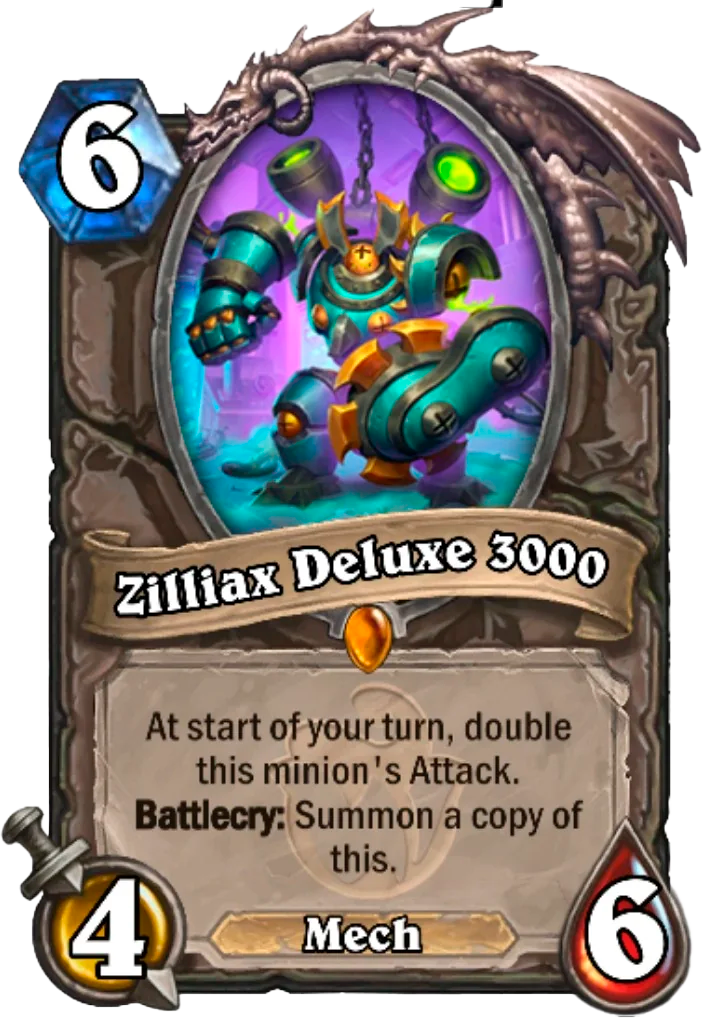 6
Zilliax Deluxe 3000
At start of your turn, double
this minion's Attack.
Battlecry: Summon a copy of
this.
4
Mech
6